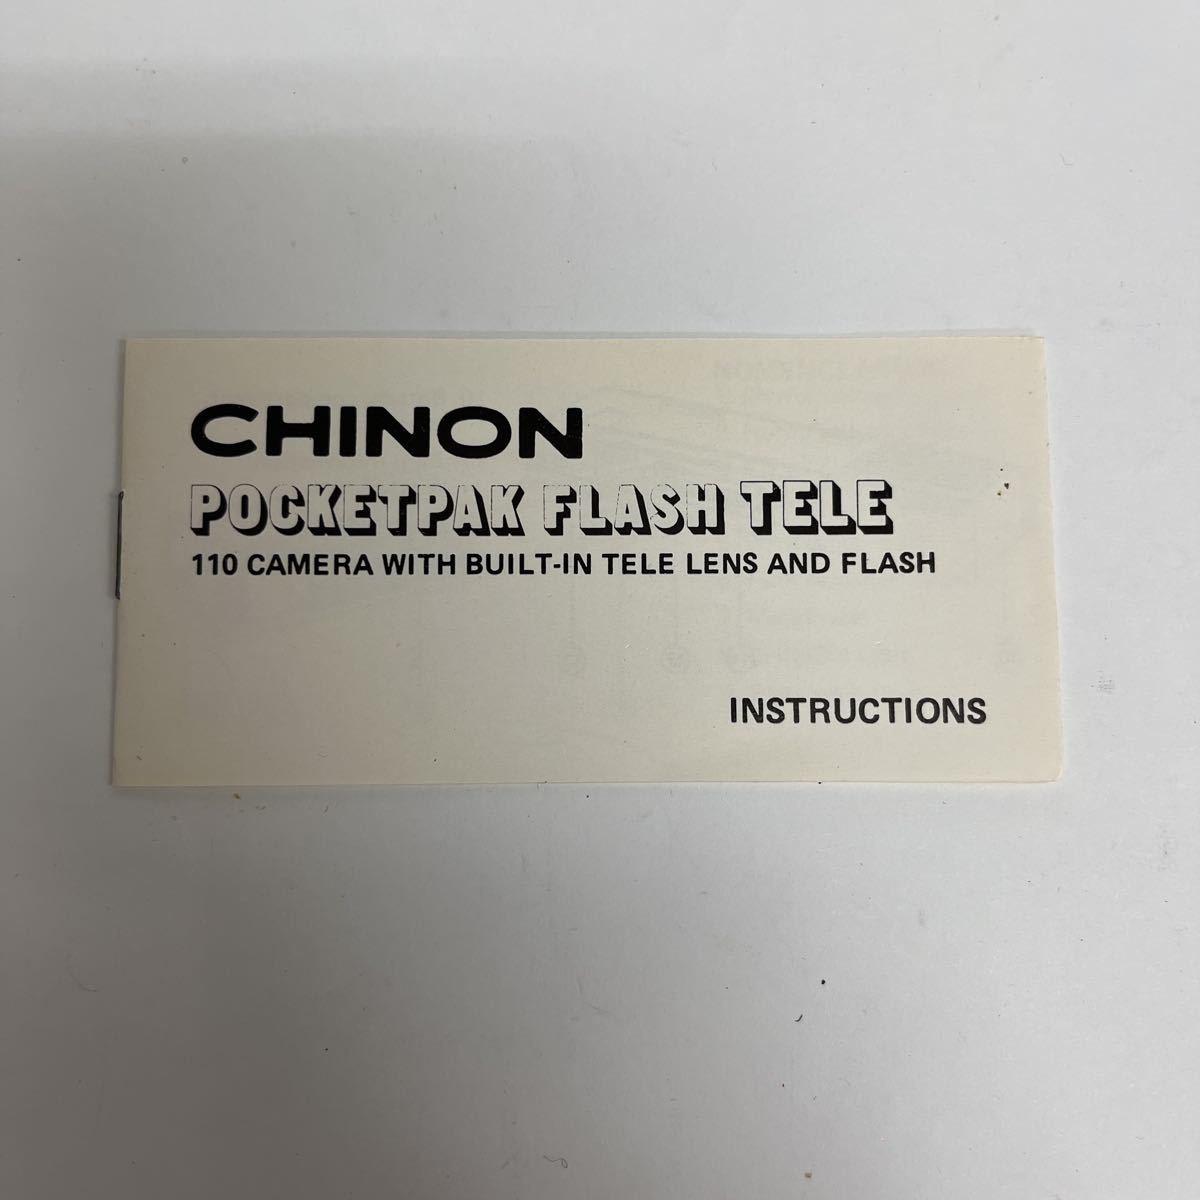 CHINON
POCKETPAK FLASH TELE
110 CAMERA WITH BUILT-IN TELE LENS AND FLASH
INSTRUCTIONS